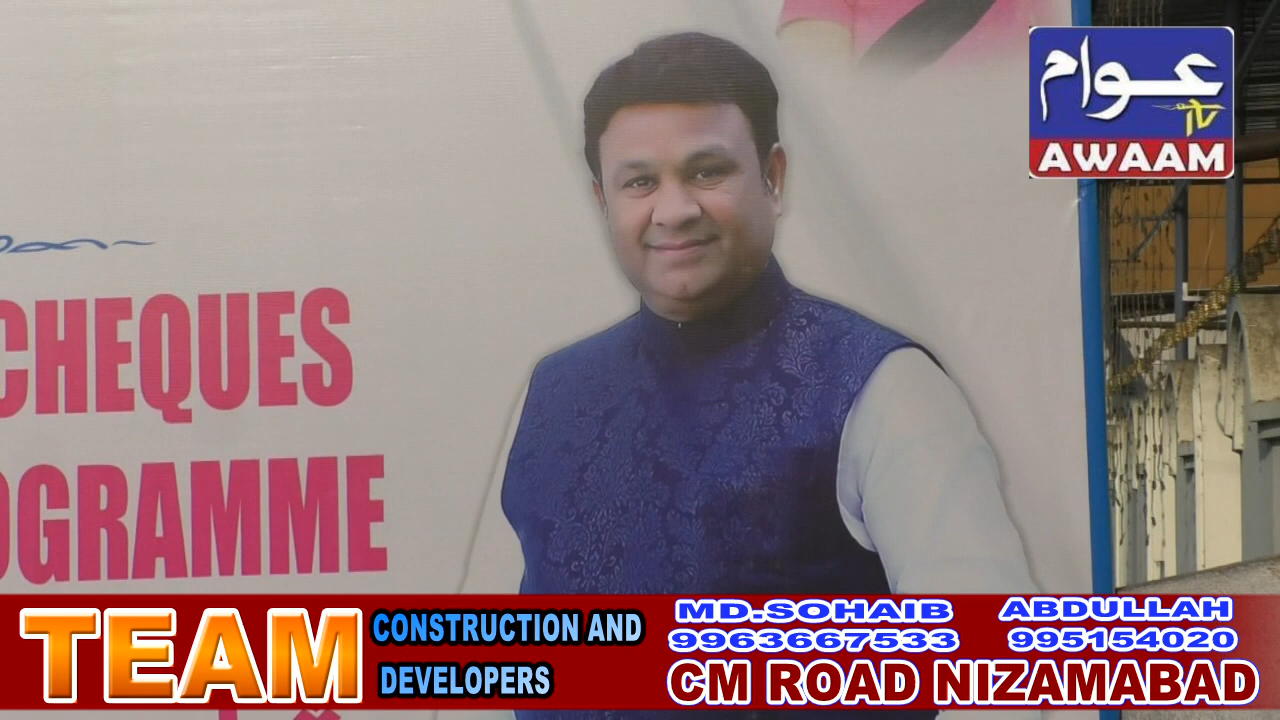 عوام
TV
AWAAM
CHEQUES
OGRAMME
TEAM
CONSTRUCTION AND
DEVELOPERS
MD.SOHAIB
9963667533
ABDULLAH
995154020
CM ROAD NIZAMABAD